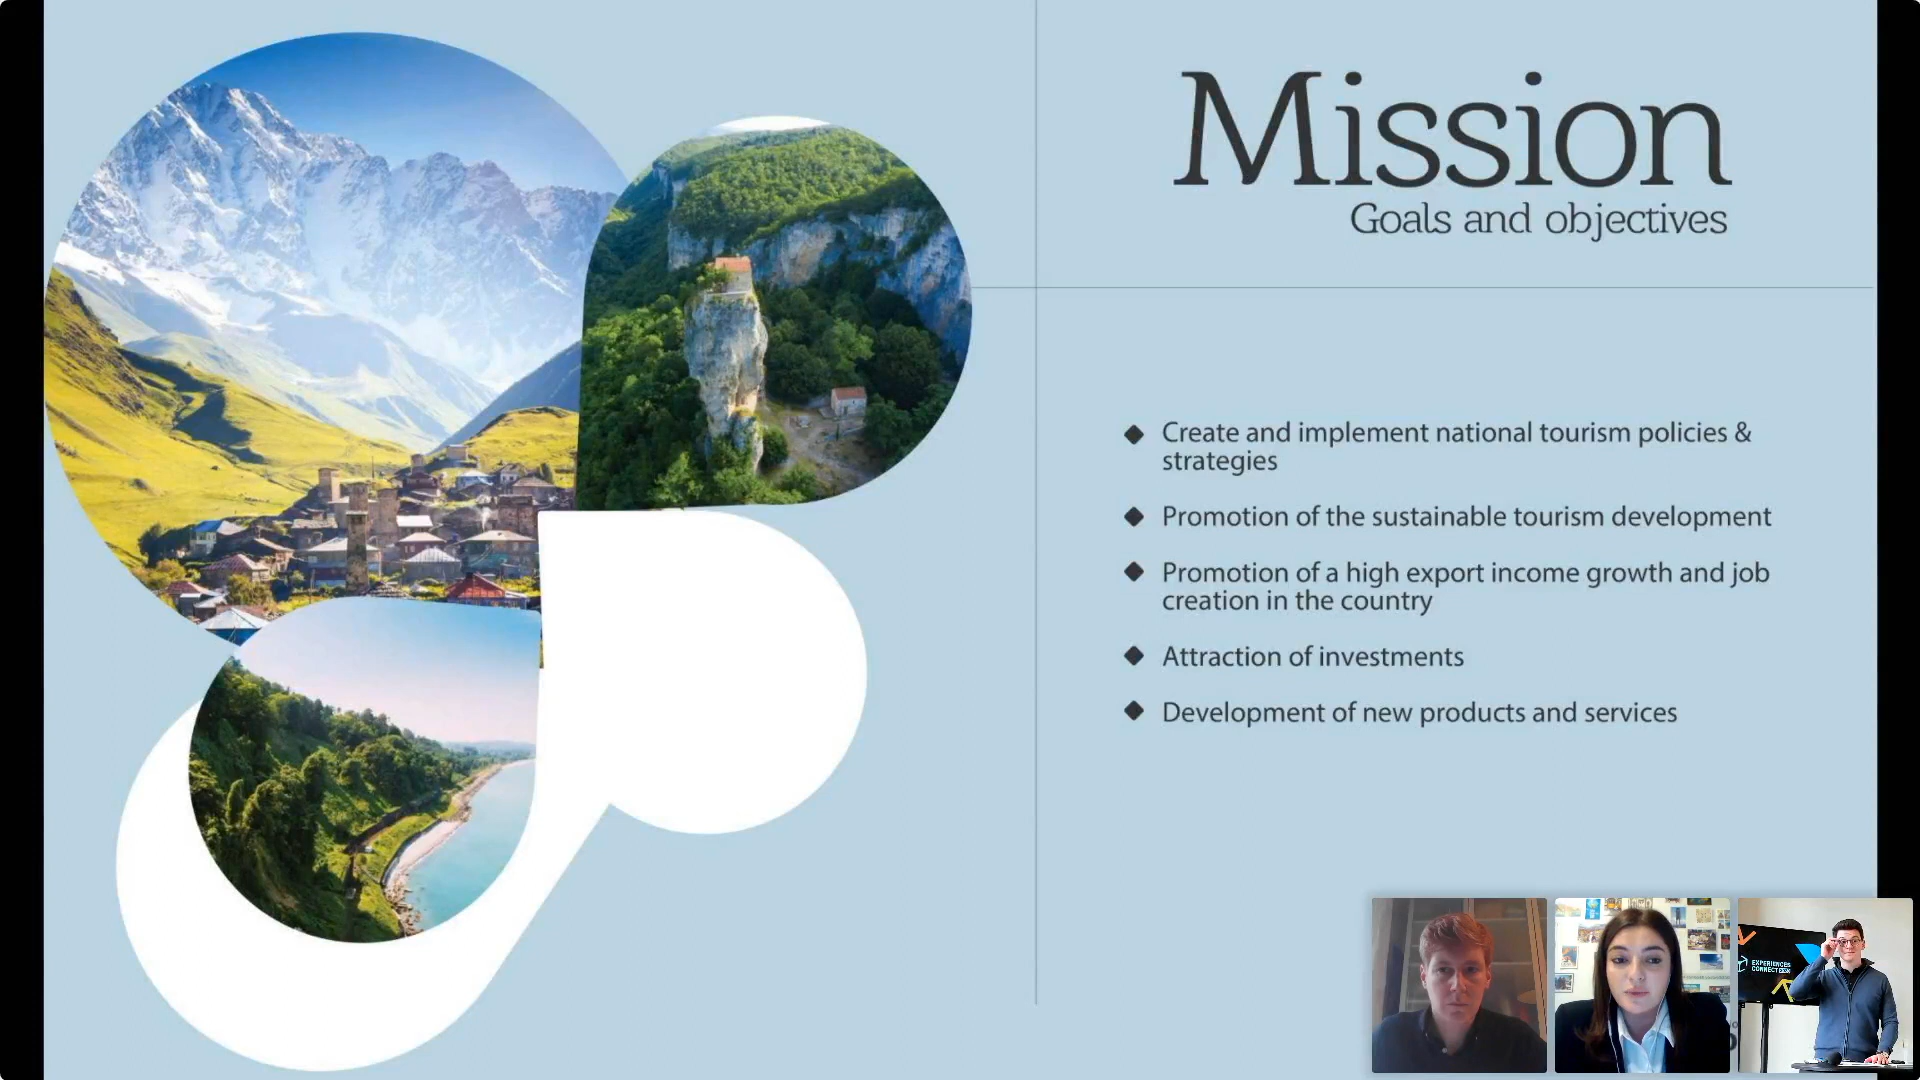 Mission
Goals and objectives
Create and implement national tourism policies &
strategies
Promotion of the sustainable tourism development
Promotion of a high export income growth and job
creation in the country
Attraction of investments
Development of new products and services
EXPERIENCES
CONNECT